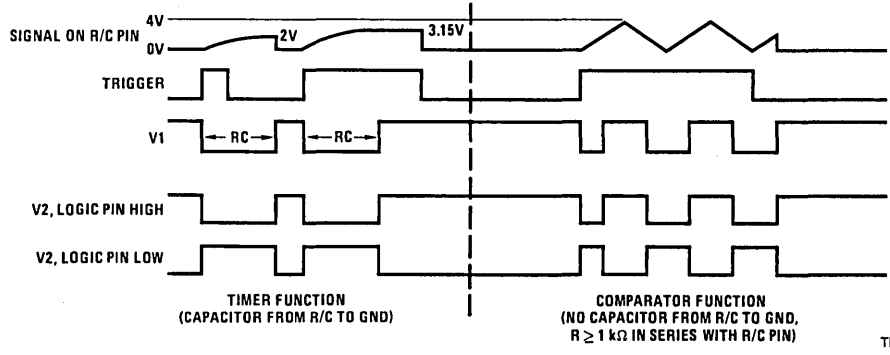 4V
SIGNAL ON R/C PIN
0V
2V
3.15V
TRIGGER
V1
RC
RC
V2, LOGIC PIN HIGH
V2, LOGIC PIN LOW
TIMER FUNCTION
(CAPACITOR FROM R/C TO GND)
COMPARATOR FUNCTION
(NO CAPACITOR FROM R/C TO GND,
R ≥ 1 kΩ IN SERIES WITH R/C PIN)